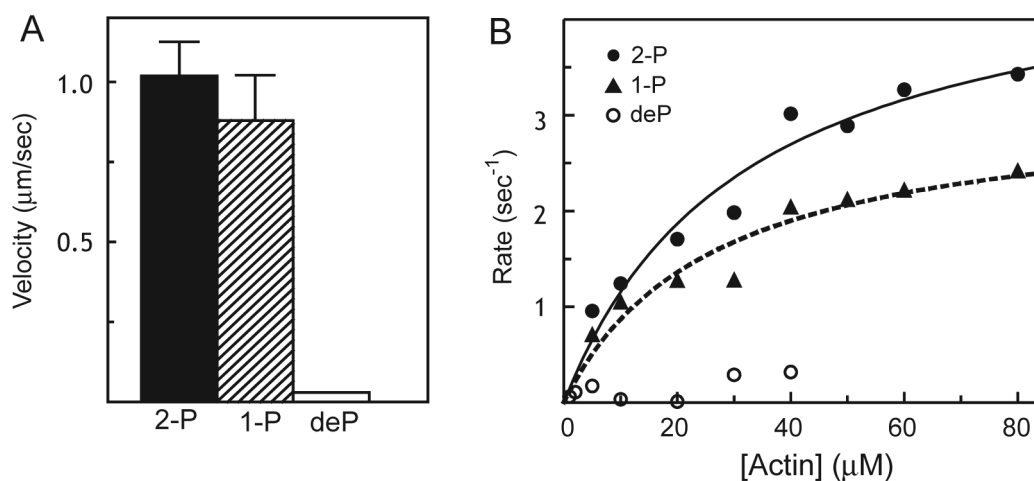 A
Velocity (μm/sec)
1.0
0.5
2-P 1-P deP
B
2-P
1-P
deP
Rate (sec⁻¹)
3
2
1
0 20 40 60 80
[Actin] (μM)